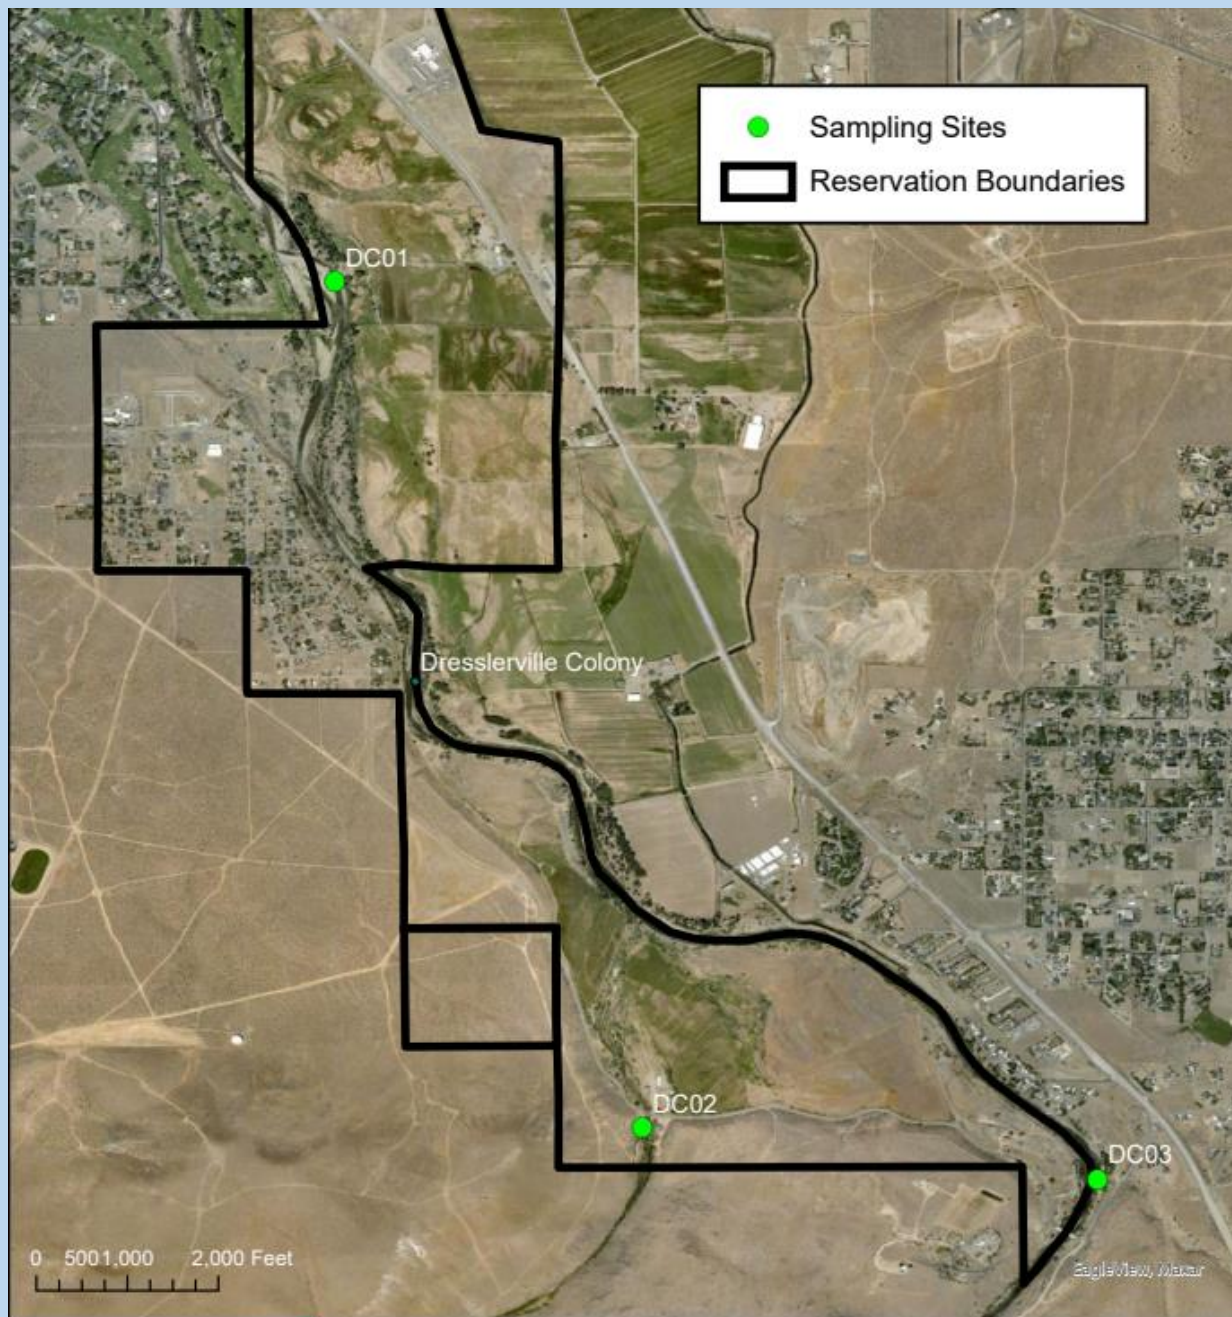 Sampling Sites
Reservation Boundaries
DC01
Dresslerville Colony
DC02
DC03
0 5001,000 2,000 Feet
EagleView, Maxar